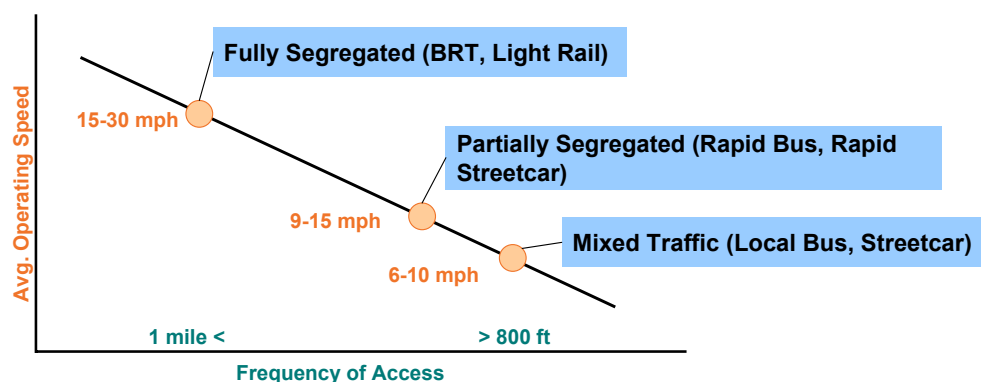 Fully Segregated (BRT, Light Rail)
15-30 mph
Partially Segregated (Rapid Bus, Rapid
Streetcar)
9-15 mph
Mixed Traffic (Local Bus, Streetcar)
6-10 mph
Avg. Operating Speed
1 mile <
> 800 ft
Frequency of Access